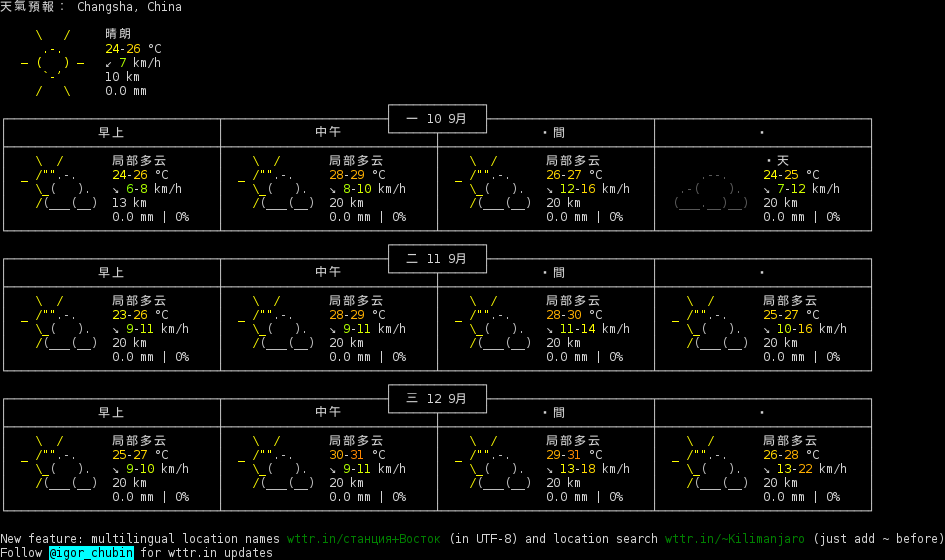 天氣預報： Changsha, China
晴朗
24-26 °C
↙ 7 km/h
10 km
0.0 mm
一 10 9月
早上 中午 ・間 ・
局部多云 局部多云 局部多云 ・天
24-26 °C 28-29 °C 26-27 °C 24-25 °C
↘ 6-8 km/h ↘ 8-10 km/h ↘ 12-16 km/h ↘ 7-12 km/h
13 km 20 km 20 km 20 km
0.0 mm | 0% 0.0 mm | 0% 0.0 mm | 0% 0.0 mm | 0%
二 11 9月
早上 中午 ・間 ・
局部多云 局部多云 局部多云 局部多云
23-26 °C 28-29 °C 28-30 °C 25-27 °C
↘ 9-11 km/h ↘ 9-11 km/h ↘ 11-14 km/h ↘ 10-16 km/h
20 km 20 km 20 km 20 km
0.0 mm | 0% 0.0 mm | 0% 0.0 mm | 0% 0.0 mm | 0%
三 12 9月
早上 中午 ・間 ・
局部多云 局部多云 局部多云 局部多云
25-27 °C 30-31 °C 29-31 °C 26-28 °C
↘ 9-10 km/h ↘ 9-11 km/h ↘ 13-18 km/h ↘ 13-22 km/h
20 km 20 km 20 km 20 km
0.0 mm | 0% 0.0 mm | 0% 0.0 mm | 0% 0.0 mm | 0%
New feature: multilingual location names wttr.in/станция+Восток (in UTF-8) and location search wttr.in/~Kilimanjaro (just add ~ before)
Follow @igor_chubin for wttr.in updates